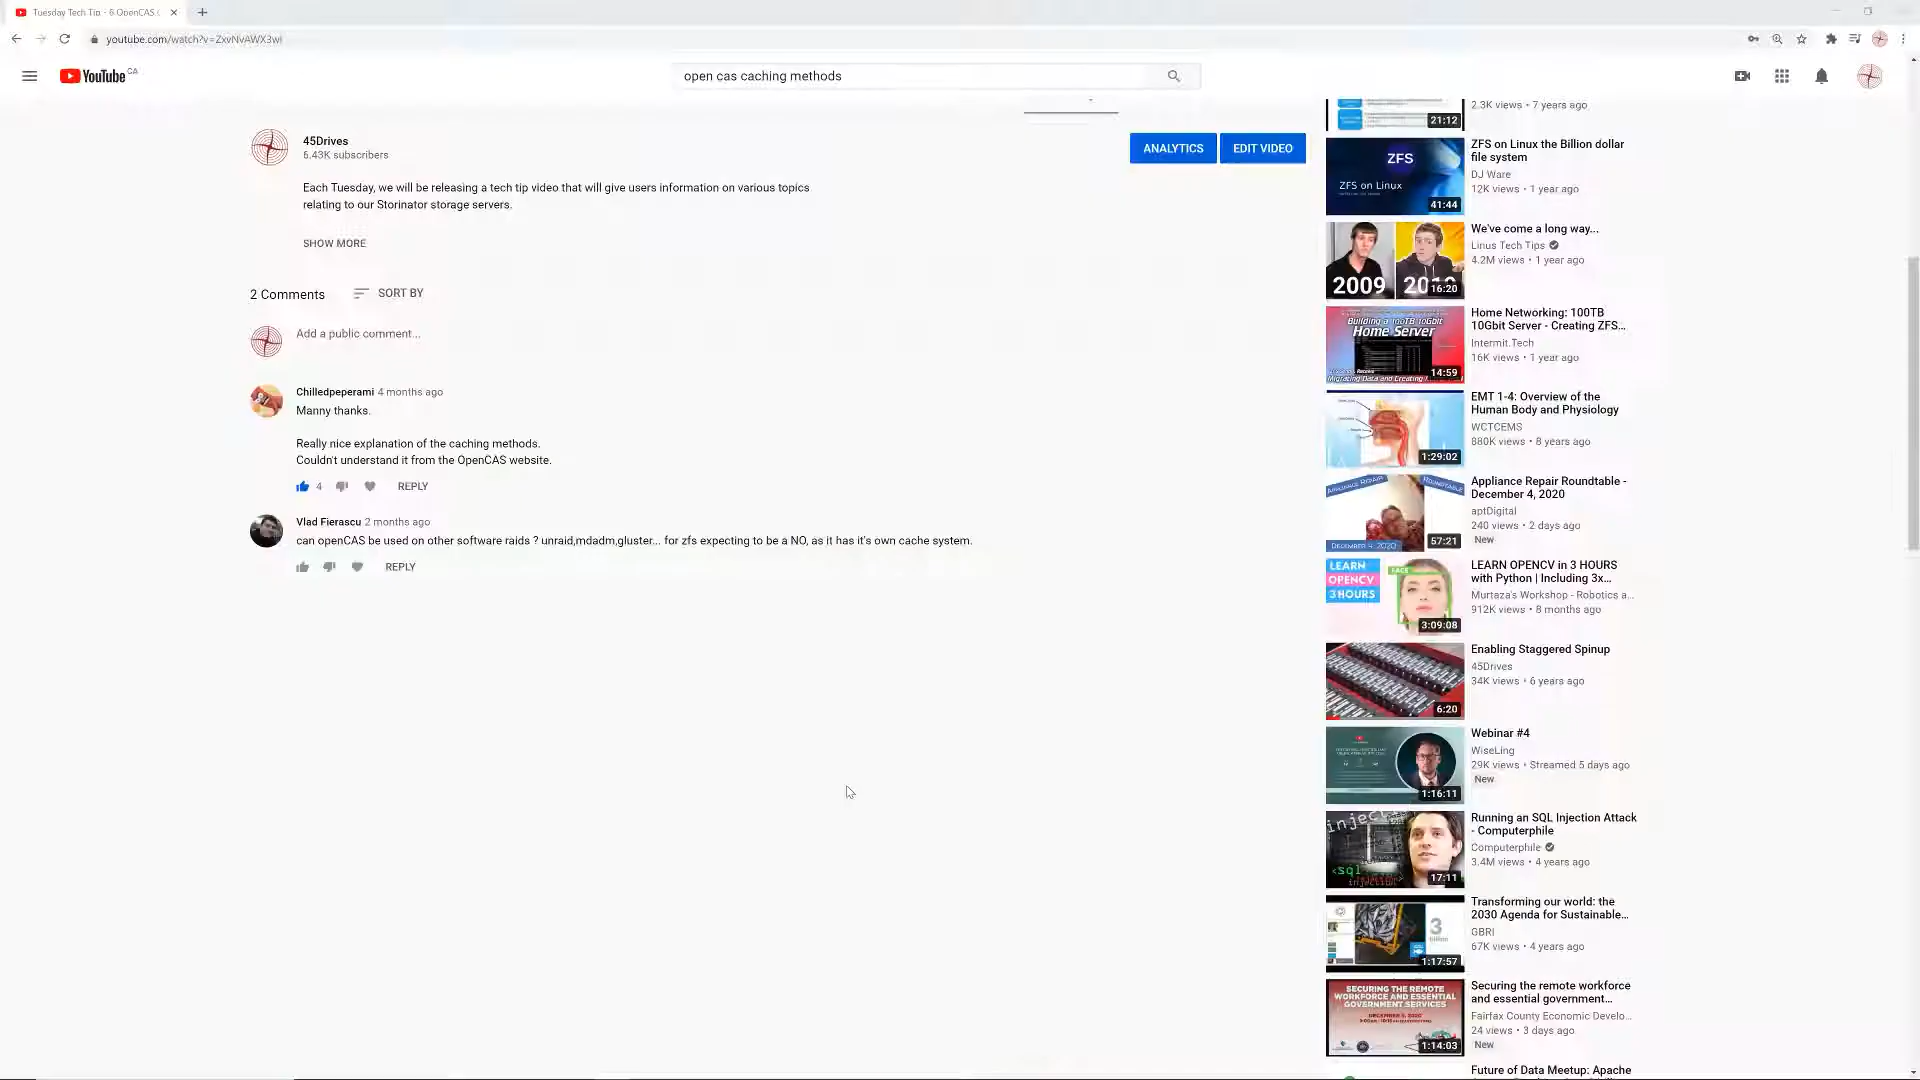 Tuesday Tech Tip - 6 OpenCAS
youtube.com/watch?v=ZxvNvAWX3wI
YouTube CA
open cas caching methods
45Drives
6.43K subscribers
ANALYTICS
EDIT VIDEO
Each Tuesday, we will be releasing a tech tip video that will give users information on various topics
relating to our Storinator storage servers.
SHOW MORE
2 Comments
SORT BY
Add a public comment...
Chilledpeperami 4 months ago
Manny thanks.
Really nice explanation of the caching methods.
Couldn't understand it from the OpenCAS website.
4
REPLY
Vlad Fierascu 2 months ago
can openCAS be used on other software raids ? unraid,mdadm,gluster... for zfs expecting to be a NO, as it has it's own cache system.
REPLY
2.3K views • 7 years ago
21:12
ZFS
ZFS on Linux
41:44
ZFS on Linux the Billion dollar
file system
DJ Ware
12K views • 1 year ago
2009
16:20
We've come a long way...
Linus Tech Tips
4.2M views • 1 year ago
Building a 100TB 10Gbit
Home Server
14:59
Home Networking: 100TB
10Gbit Server - Creating ZFS...
Intermit.Tech
16K views • 1 year ago
1:29:02
EMT 1-4: Overview of the
Human Body and Physiology
WCTCEMS
880K views • 8 years ago
APPLIANCE REPAIR
ROUNDTABLE
DECEMBER 4, 2020
57:21
Appliance Repair Roundtable -
December 4, 2020
aptDigital
240 views • 2 days ago
New
LEARN
OPENCV
3 HOURS
FACE
3:09:08
LEARN OPENCV in 3 HOURS
with Python | Including 3x...
Murtaza's Workshop - Robotics a...
912K views • 8 months ago
6:20
Enabling Staggered Spinup
45Drives
34K views • 6 years ago
1:16:11
Webinar #4
WiseLing
29K views • Streamed 5 days ago
New
17:11
Running an SQL Injection Attack
- Computerphile
Computerphile
3.4M views • 4 years ago
3
billion
1:17:57
Transforming our world: the
2030 Agenda for Sustainable...
GBRI
67K views • 4 years ago
SECURING THE REMOTE
WORKFORCE AND ESSENTIAL
GOVERNMENT SERVICES
1:14:03
Securing the remote workforce
and essential government...
Fairfax County Economic Develo...
24 views • 3 days ago
New
Future of Data Meetup: Apache